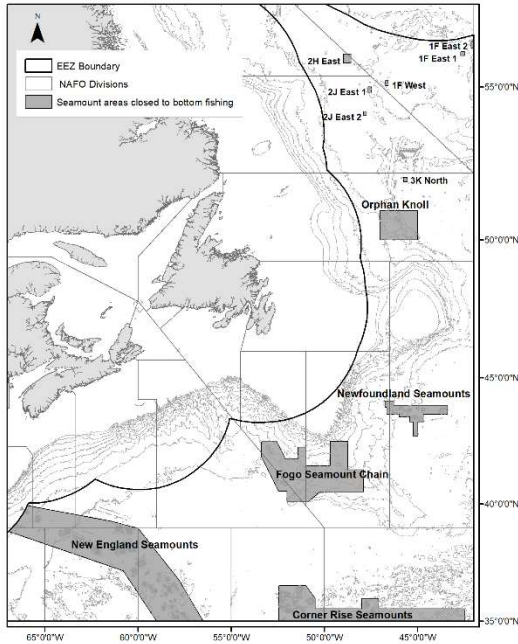 N
EEZ Boundary
NAFO Divisions
Seamount areas closed to bottom fishing
1F East 2
1F East 1
2H East
1F West
2J East 1
2J East 2
3K North
Orphan Knoll
Newfoundland Seamounts
Fogo Seamount Chain
New England Seamounts
Corner Rise Seamounts
55°0'0"N
50°0'0"N
45°0'0"N
40°0'0"N
35°0'0"N
65°0'0"W
60°0'0"W
55°0'0"W
50°0'0"W
45°0'0"W